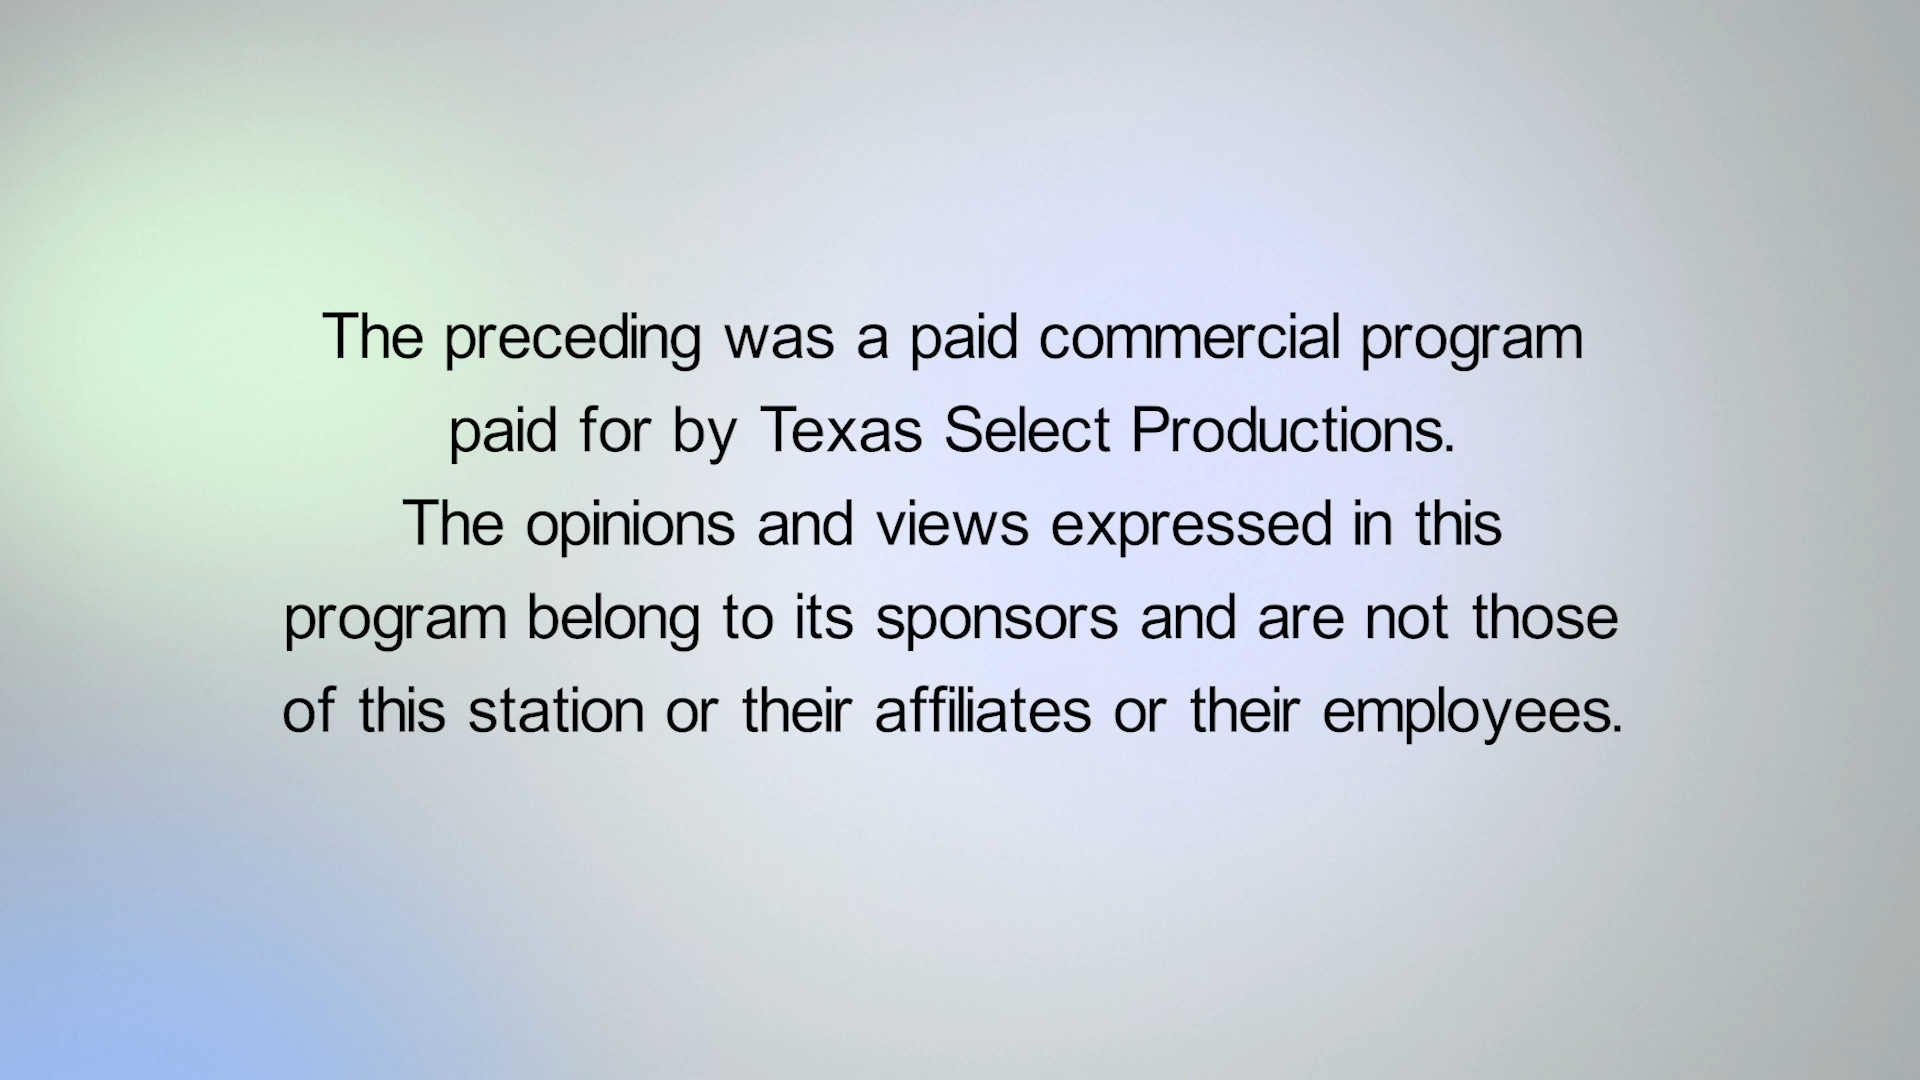 The preceding was a paid commercial program
paid for by Texas Select Productions.
The opinions and views expressed in this
program belong to its sponsors and are not those
of this station or their affiliates or their employees.